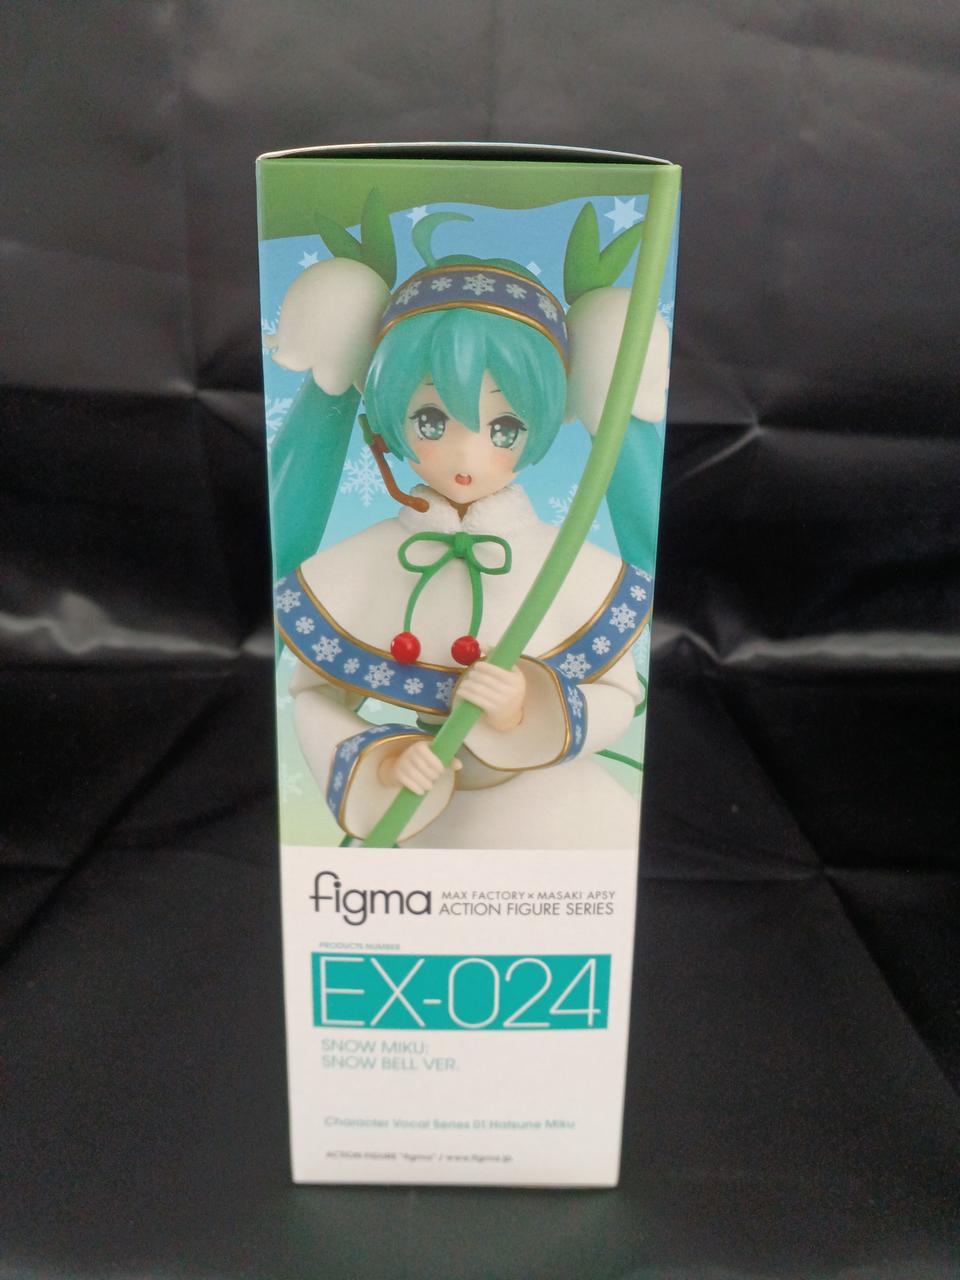 figma
MAX FACTORY × MASAKI APSY
ACTION FIGURE SERIES
PRODUCTS NUMBER
EX-024
SNOW MIKU:
SNOW BELL VER.
Character Vocal Series 01 Hatsune Miku
ACTION FIGURE "figma" / www.figma.jp